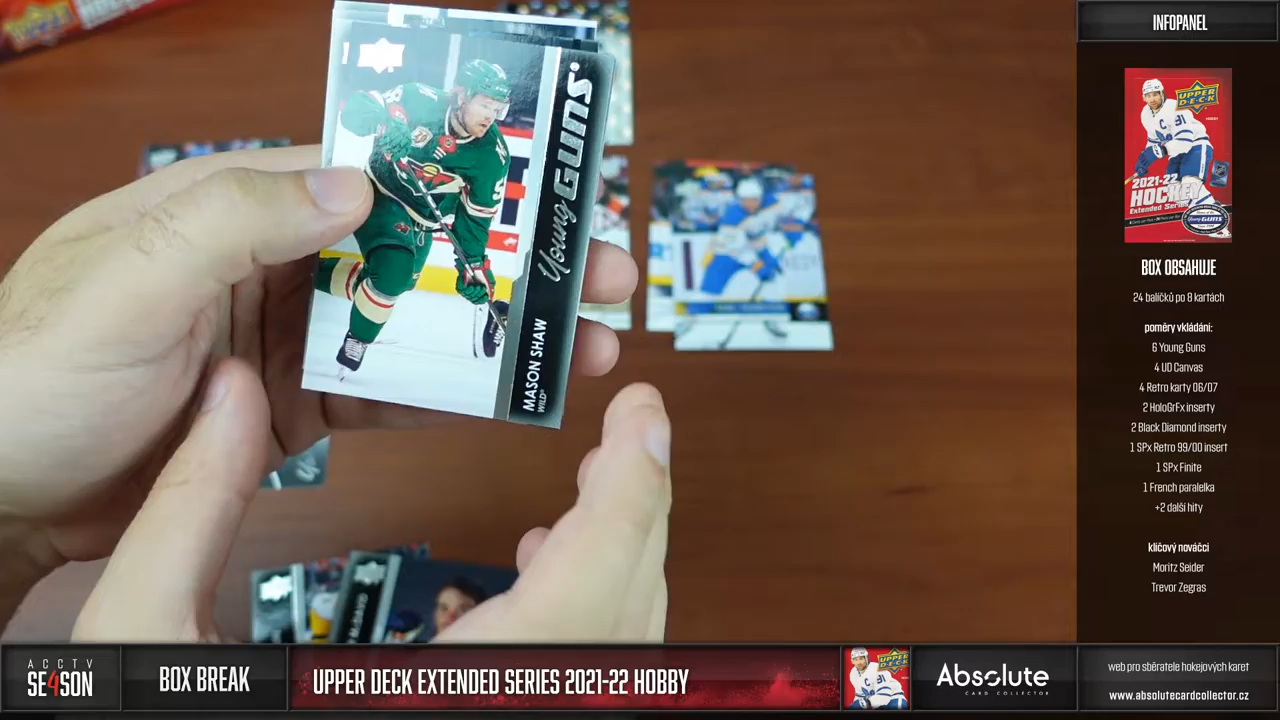 Young GUNS
MASON SHAW
WILD
INFOPANEL
UPPER
DECK
2021-22
HOCKEY
Extended Series
Young GUNS
BOX OBSAHUJE
24 balíčků po 8 kartách
poměry vkládání:
6 Young Guns
4 UD Canvas
4 Retro karty 06/07
2 HoloGrFx inserty
2 Black Diamond inserty
1 SPx Retro 99/00 insert
1 SPx Finite
1 French paralelka
+2 další hity
klíčový nováčci
Moritz Seider
Trevor Zegras
ACCTV
SE4SON
BOX BREAK
UPPER DECK EXTENDED SERIES 2021-22 HOBBY
UPPER
DECK
Absolute
CARD COLLECTOR
web pro sběratele hokejových karet
www.absolutecardcollector.cz